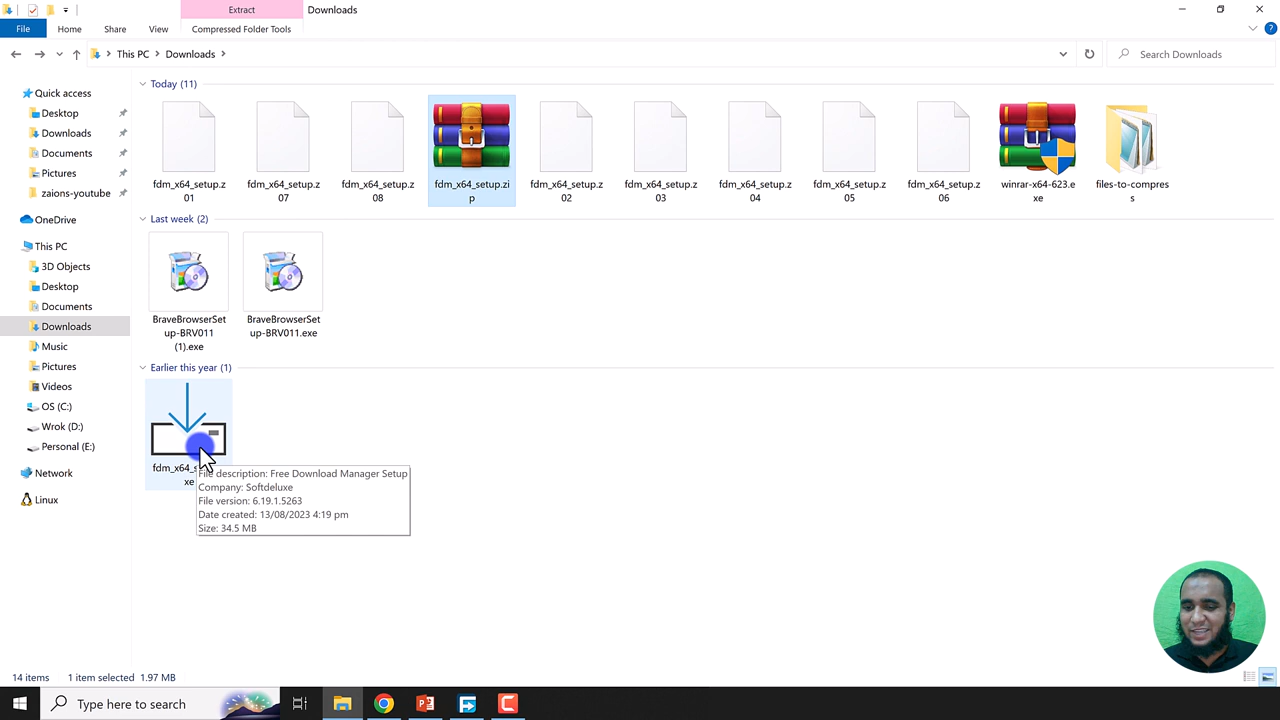 Extract
Downloads
File
Home
Share
View
Compressed Folder Tools
This PC
Downloads
Search Downloads
Quick access
Desktop
Downloads
Documents
Pictures
zaions-youtube
OneDrive
This PC
3D Objects
Desktop
Documents
Downloads
Music
Pictures
Videos
OS (C:)
Wrok (D:)
Personal (E:)
Network
Linux
Today (11)
fdm_x64_setup.z
01
fdm_x64_setup.z
07
fdm_x64_setup.z
08
fdm_x64_setup.zi
p
fdm_x64_setup.z
02
fdm_x64_setup.z
03
fdm_x64_setup.z
04
fdm_x64_setup.z
05
fdm_x64_setup.z
06
winrar-x64-623.e
xe
files-to-compres
s
Last week (2)
BraveBrowserSet
up-BRV011
(1).exe
BraveBrowserSet
up-BRV011.exe
Earlier this year (1)
xe
File description: Free Download Manager Setup
Company: Softdeluxe
File version: 6.19.1.5263
Date created: 13/08/2023 4:19 pm
Size: 34.5 MB
14 items
1 item selected 1.97 MB
Type here to search